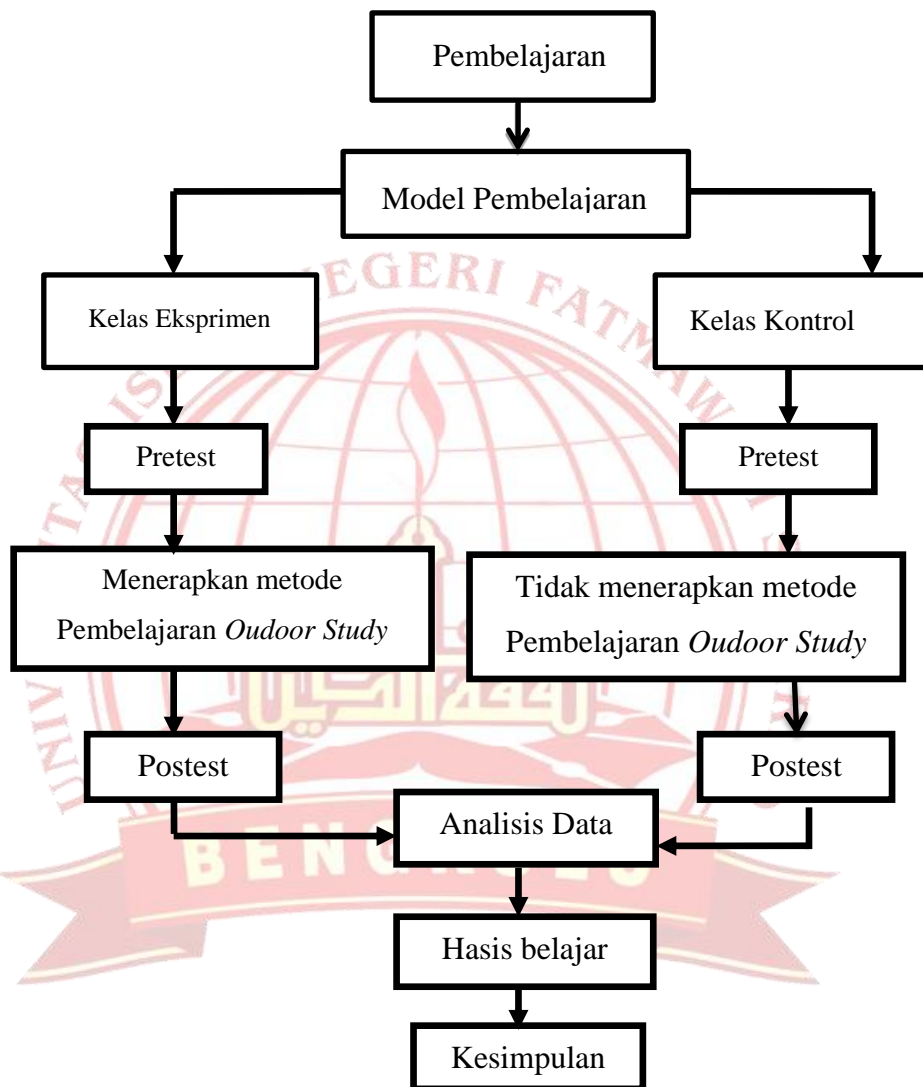 Pembelajaran
Model Pembelajaran
Kelas Eksprimen
Kelas Kontrol
Pretest
Pretest
Menerapkan metode
Pembelajaran Oudoor Study
Tidak menerapkan metode
Pembelajaran Oudoor Study
Postest
Postest
Analisis Data
Hasis belajar
Kesimpulan